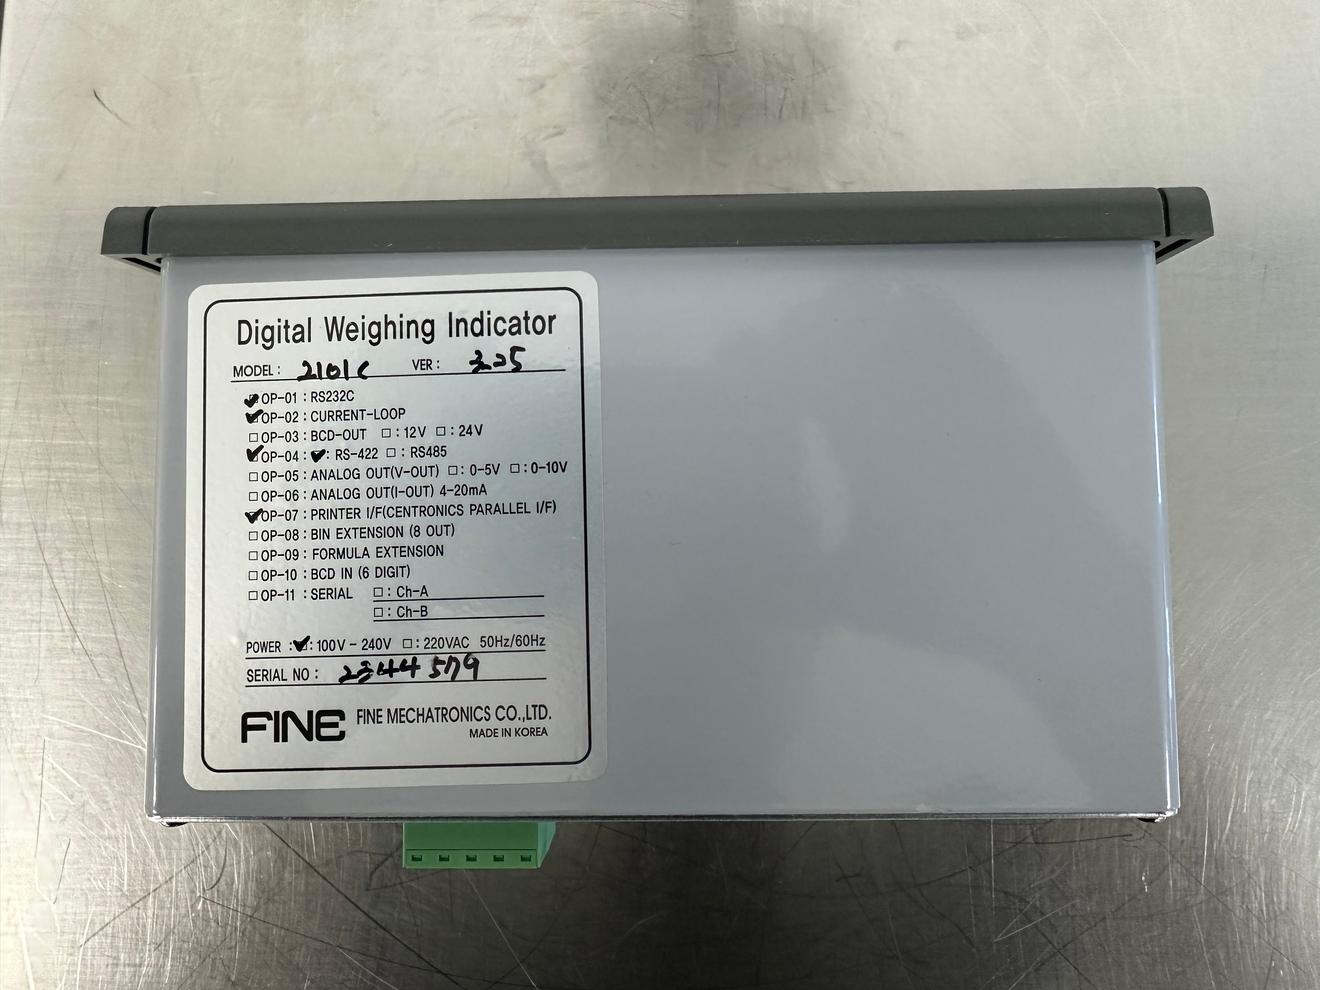 Digital Weighing Indicator
MODEL : 2101C VER : 3.05
☑OP-01 : RS232C
☑OP-02 : CURRENT-LOOP
□OP-03 : BCD-OUT □ : 12V □ : 24V
☑OP-04 : ☑ : RS-422 □ : RS485
□OP-05 : ANALOG OUT(V-OUT) □ : 0-5V □ : 0-10V
□OP-06 : ANALOG OUT(I-OUT) 4-20mA
☑OP-07 : PRINTER I/F(CENTRONICS PARALLEL I/F)
□OP-08 : BIN EXTENSION (8 OUT)
□OP-09 : FORMULA EXTENSION
□OP-10 : BCD IN (6 DIGIT)
□OP-11 : SERIAL □ : Ch-A
□ : Ch-B
POWER : ☑ : 100V - 240V □ : 220VAC 50Hz/60Hz
SERIAL NO : 2344579
FINE FINE MECHATRONICS CO.,LTD.
MADE IN KOREA